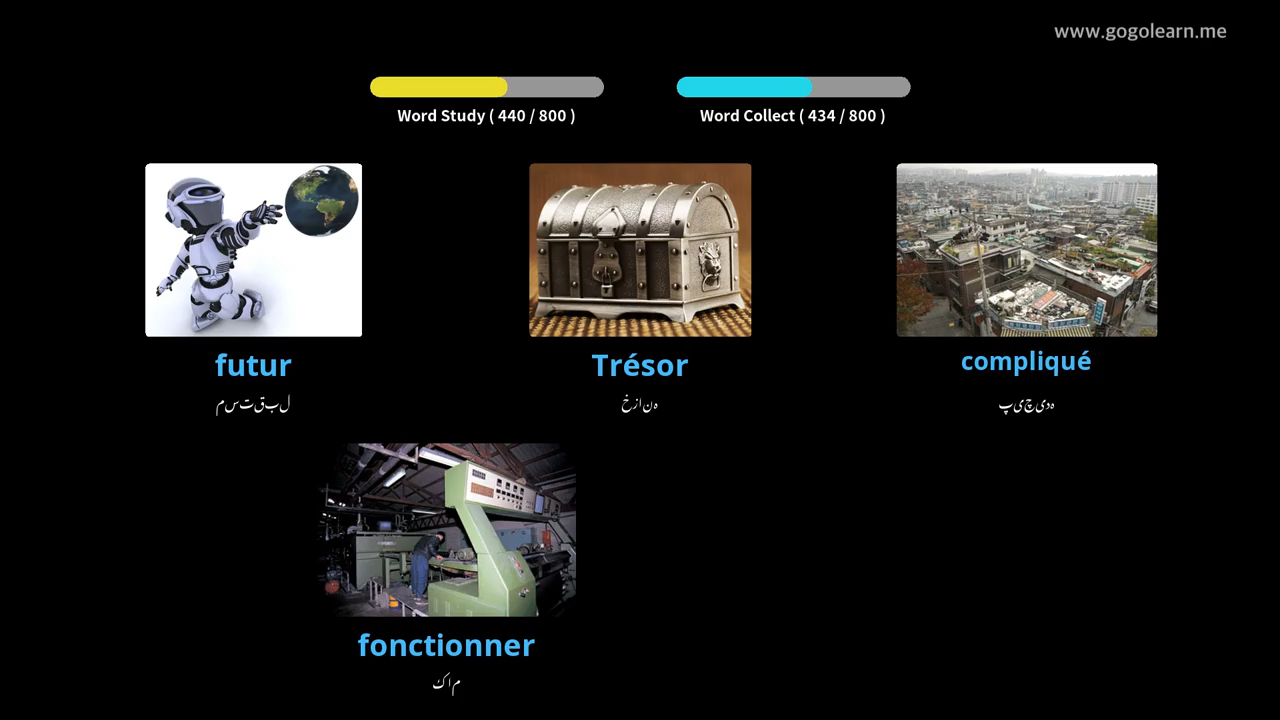 www.gogolearn.me
Word Study ( 440 / 800 )
Word Collect ( 434 / 800 )
futur
Trésor
compliqué
مستقبل
خزانہ
پیچیدہ
fonctionner
کام